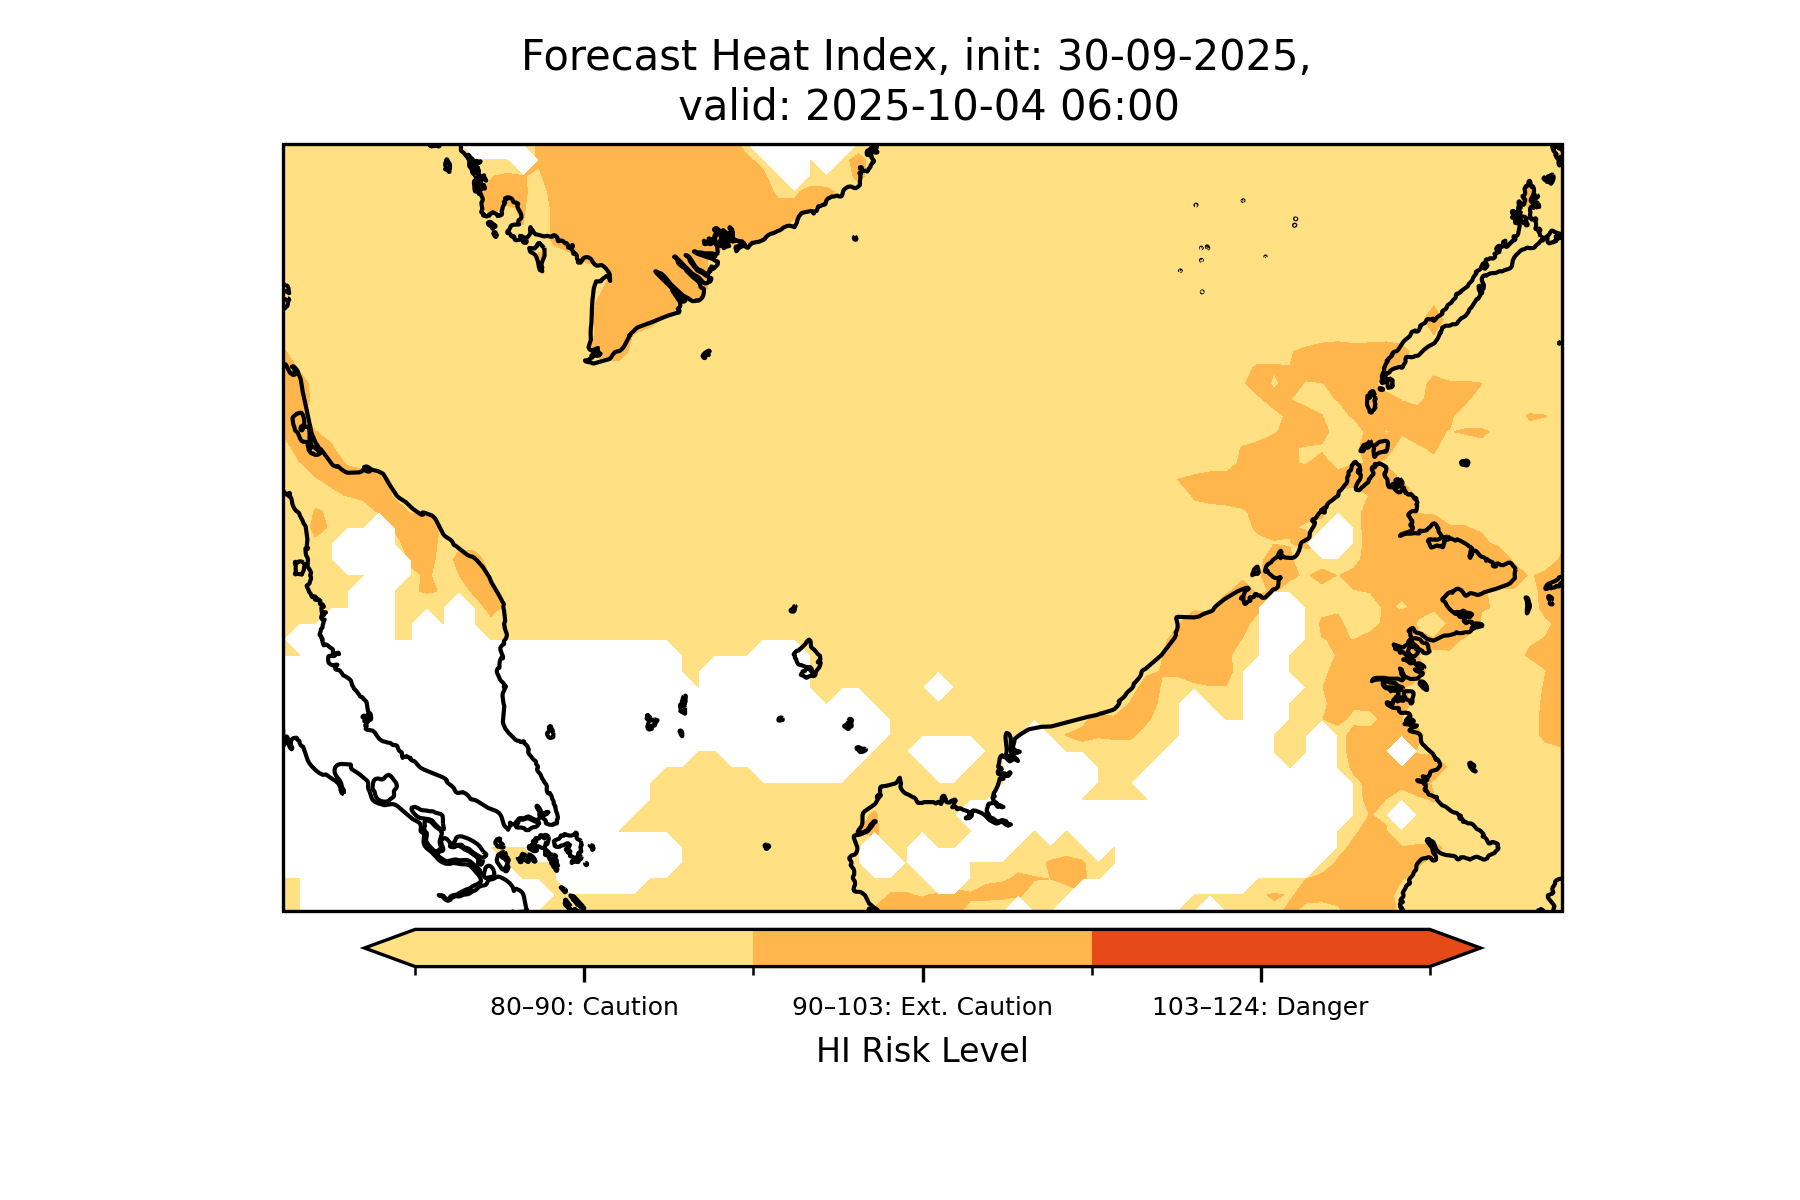 Forecast Heat Index, init: 30-09-2025,
valid: 2025-10-04 06:00
80–90: Caution
90–103: Ext. Caution
103–124: Danger
HI Risk Level